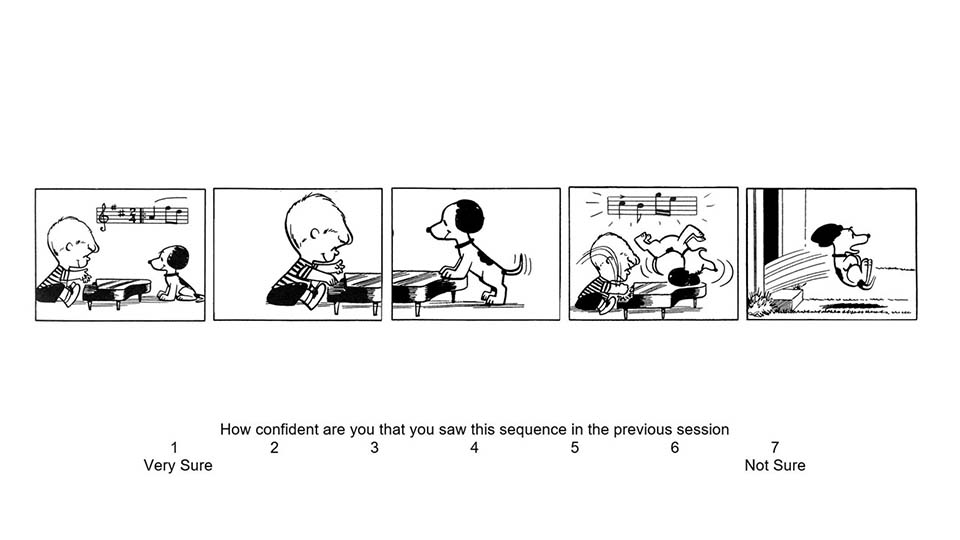 How confident are you that you saw this sequence in the previous session
1 2 3 4 5 6 7
Very Sure Not Sure